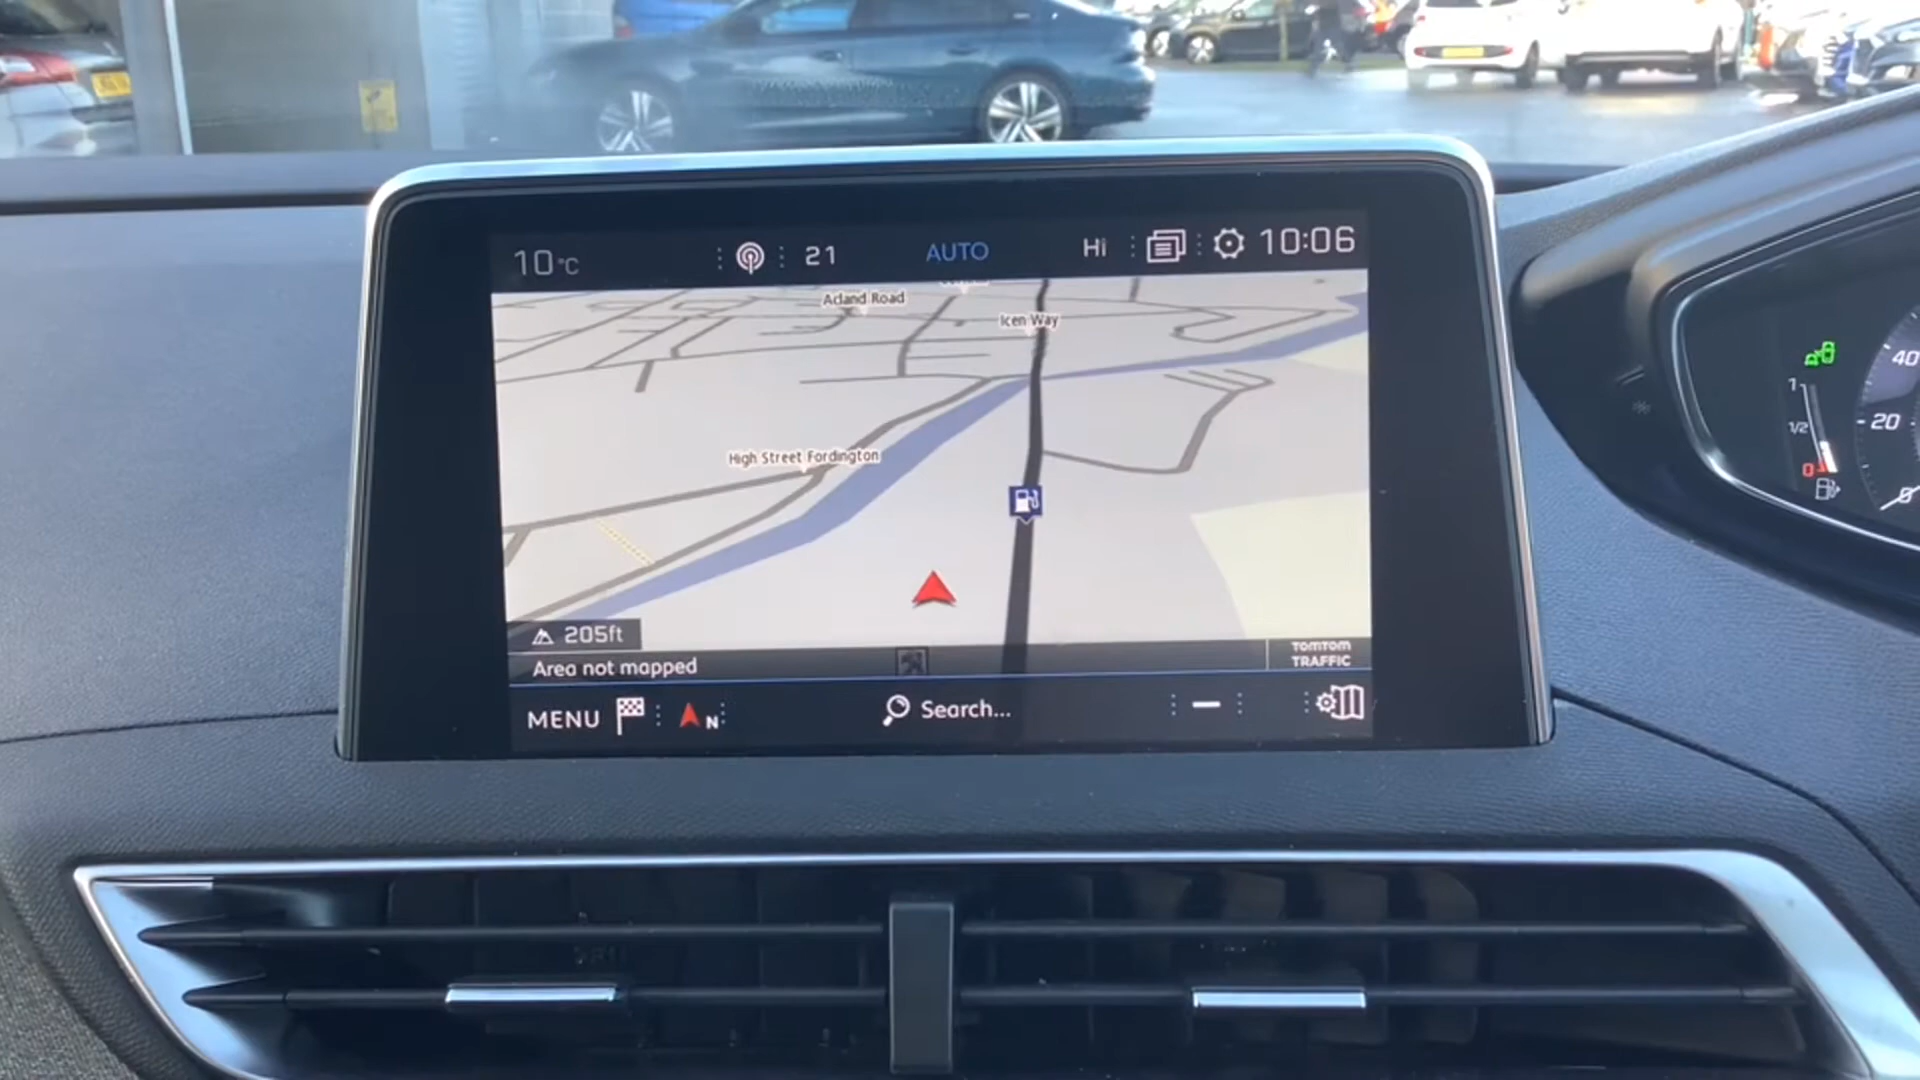 10°C 21 AUTO Hi 10:06
Acland Road
Icen Way
High Street Fordington
205ft
Area not mapped
TOMTOM
TRAFFIC
MENU N Search...
40
1
1/2
20
0
0